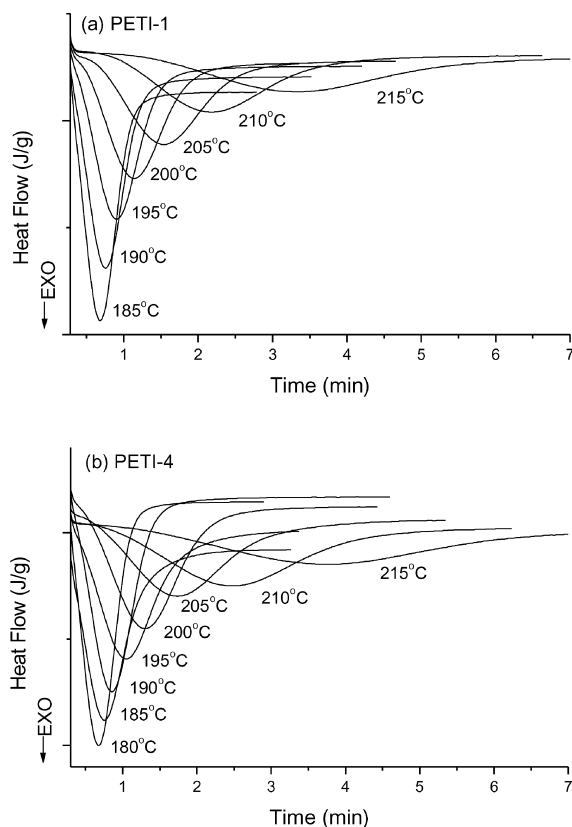 (a) PETI-1
Heat Flow (J/g)
EXO
215°C
210°C
205°C
200°C
195°C
190°C
185°C
1 2 3 4 5 6 7
Time (min)
(b) PETI-4
Heat Flow (J/g)
EXO
215°C
210°C
205°C
200°C
195°C
190°C
185°C
180°C
1 2 3 4 5 6 7
Time (min)